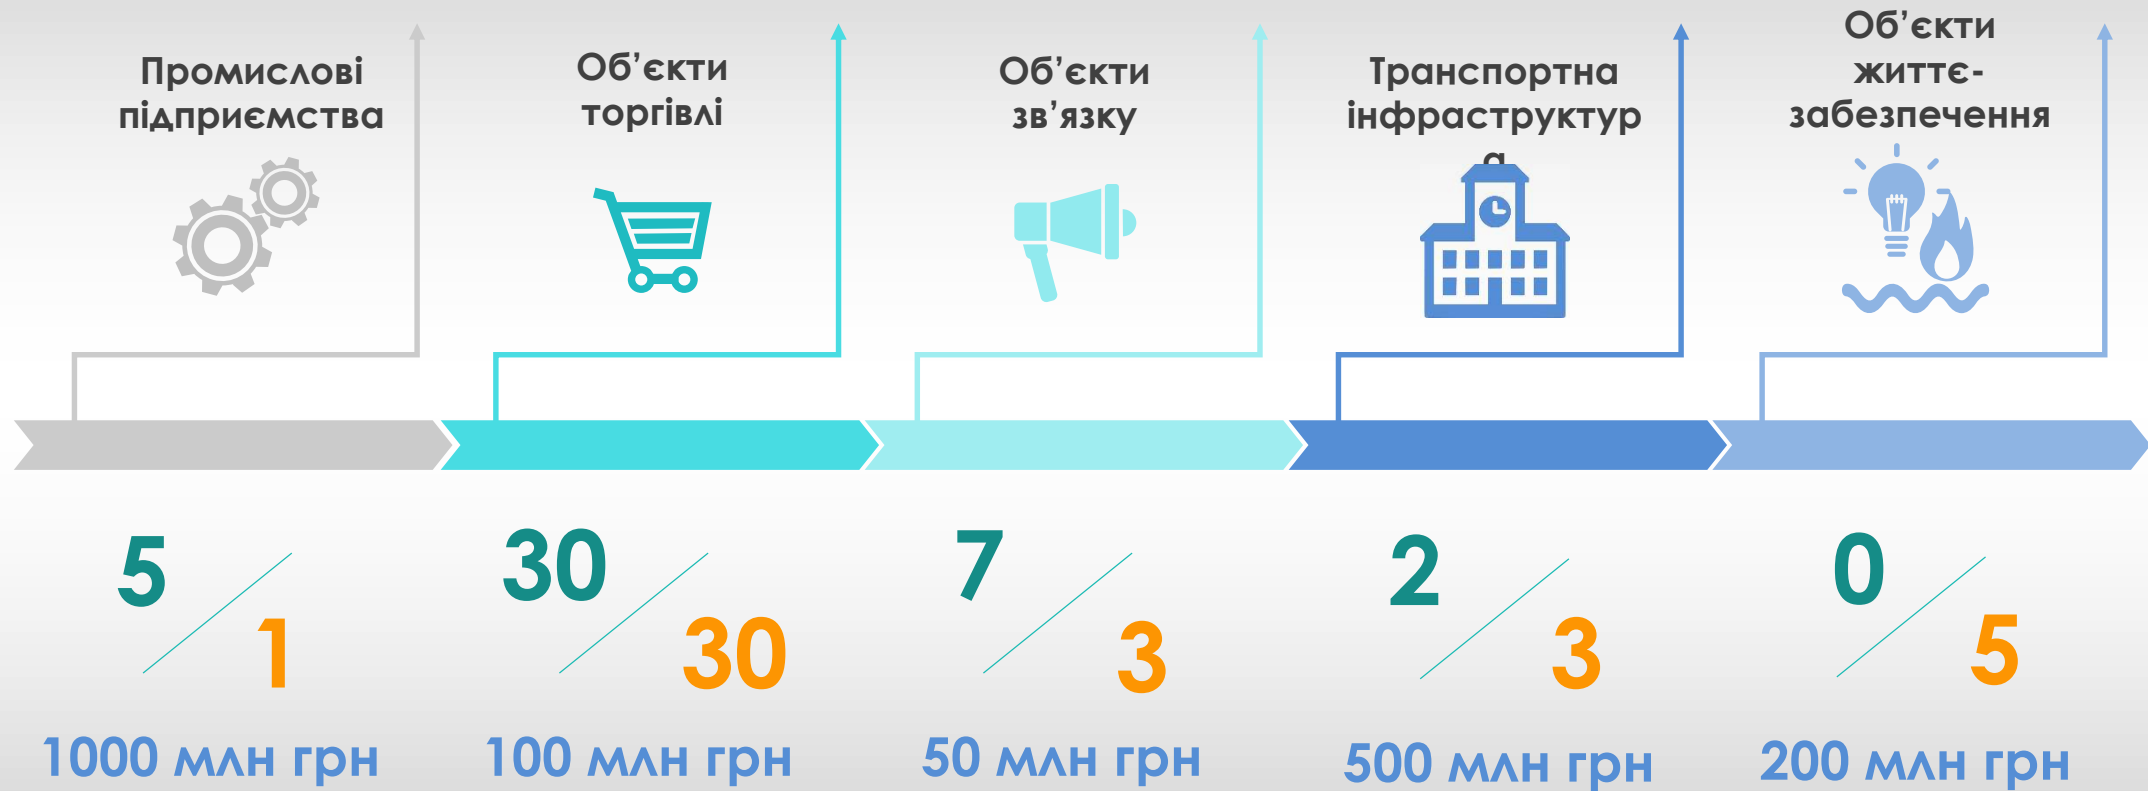 Промислові
підприємства
Об’єкти
торгівлі
Об’єкти
зв’язку
Транспортна
інфраструктур
а
Об’єкти
життє-
забезпечення
5
1
1000 млн грн
30
30
100 млн грн
7
3
50 млн грн
2
3
500 млн грн
0
5
200 млн грн